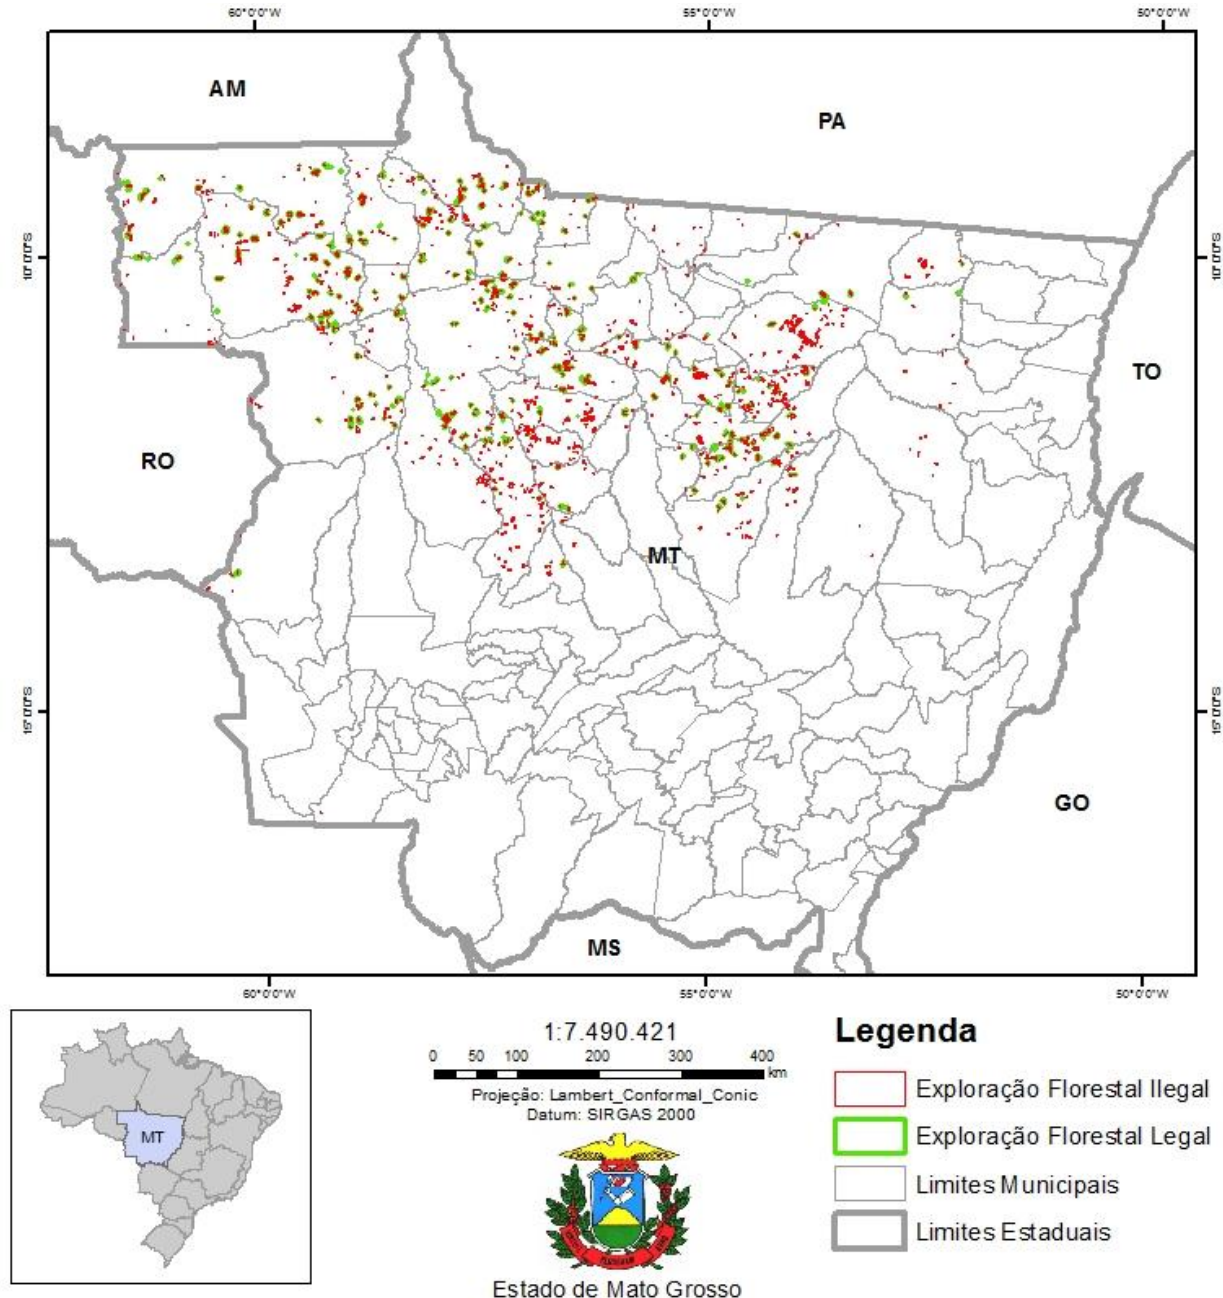 60°0'0"W 55°0'0"W 50°0'0"W
AM
PA
10°0'0"S 10°0'0"S
TO
RO
MT
15°0'0"S 15°0'0"S
GO
MS
60°0'0"W 55°0'0"W 50°0'0"W
MT
1:7.490.421
0 50 100 200 300 400
km
Projeção: Lambert_Conformal_Conic
Datum: SIRGAS 2000
Estado de Mato Grosso
Legenda
Exploração Florestal Ilegal
Exploração Florestal Legal
Limites Municipais
Limites Estaduais